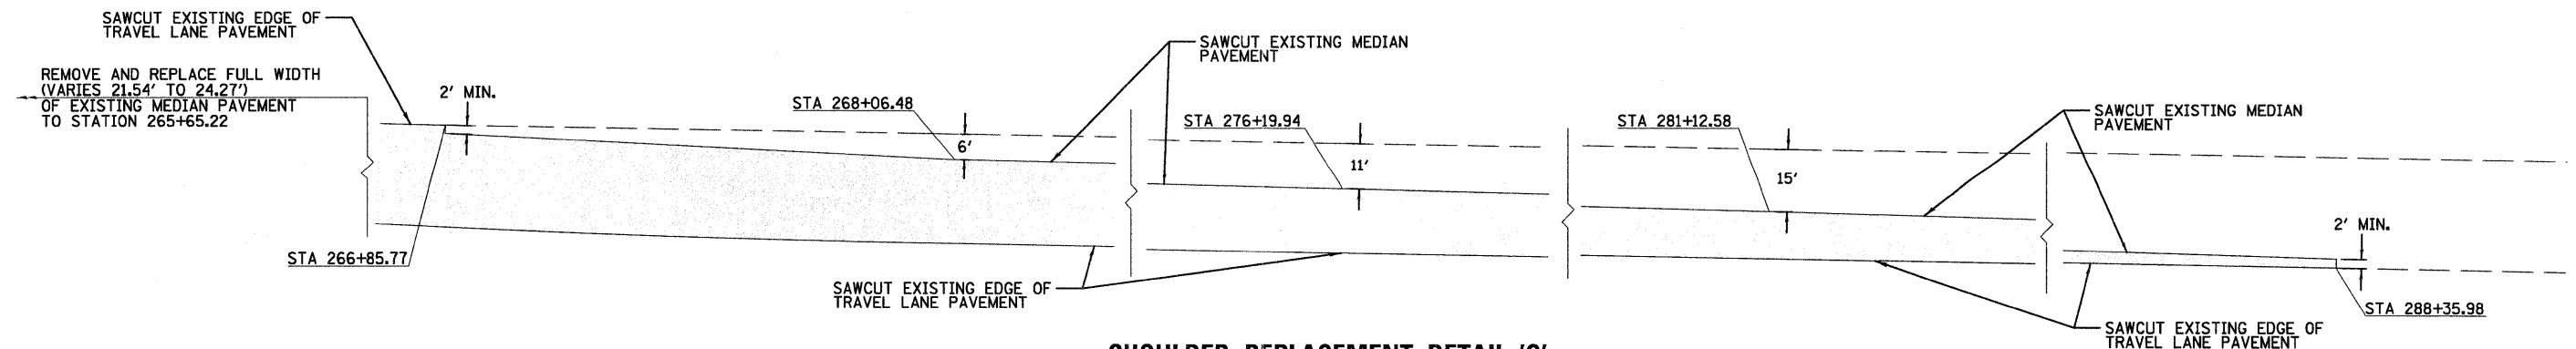 SAWCUT EXISTING EDGE OF
TRAVEL LANE PAVEMENT
REMOVE AND REPLACE FULL WIDTH
(VARIES 21.54' TO 24.27')
OF EXISTING MEDIAN PAVEMENT
TO STATION 265+65.22
2' MIN.
STA 266+85.77
STA 268+06.48
6'
SAWCUT EXISTING MEDIAN
PAVEMENT
STA 276+19.94
11'
STA 281+12.58
15'
SAWCUT EXISTING MEDIAN
PAVEMENT
2' MIN.
STA 288+35.98
SAWCUT EXISTING EDGE OF
TRAVEL LANE PAVEMENT
SAWCUT EXISTING EDGE OF
TRAVEL LANE PAVEMENT
SHOULDER REPLACEMENT DETAIL